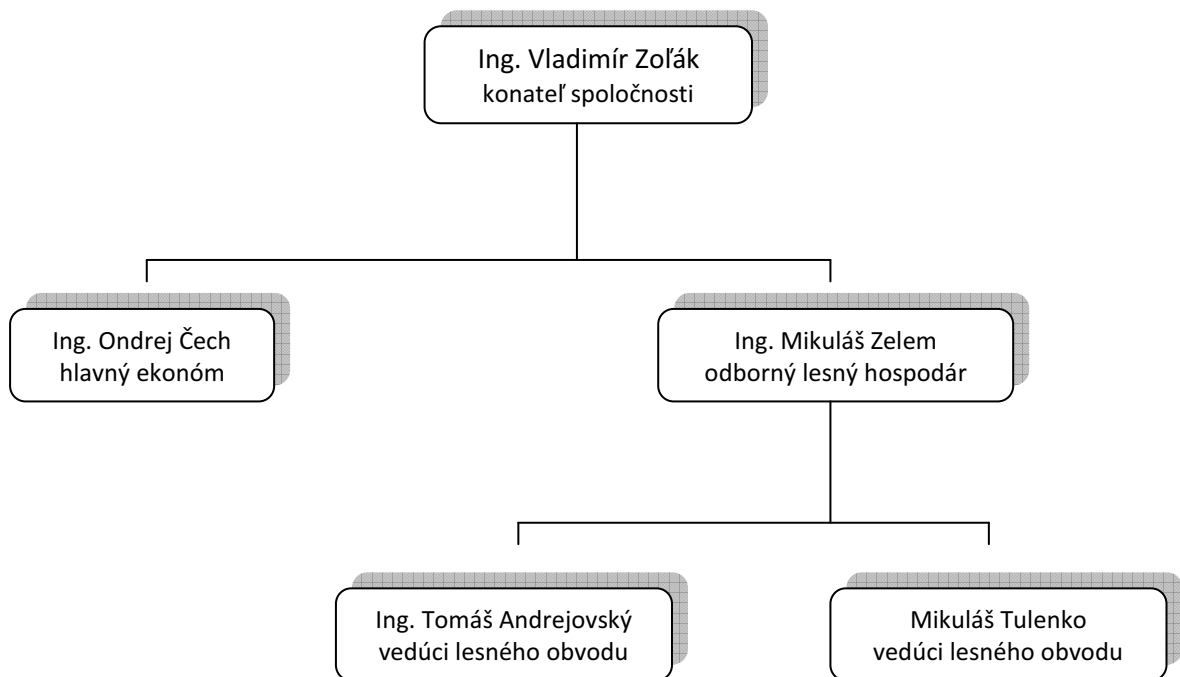 Ing. Vladimír Zoľák
konateľ spoločnosti
Ing. Ondrej Čech
hlavný ekonóm
Ing. Mikuláš Zelem
odborný lesný hospodár
Ing. Tomáš Andrejovský
vedúci lesného obvodu
Mikuláš Tulenko
vedúci lesného obvodu